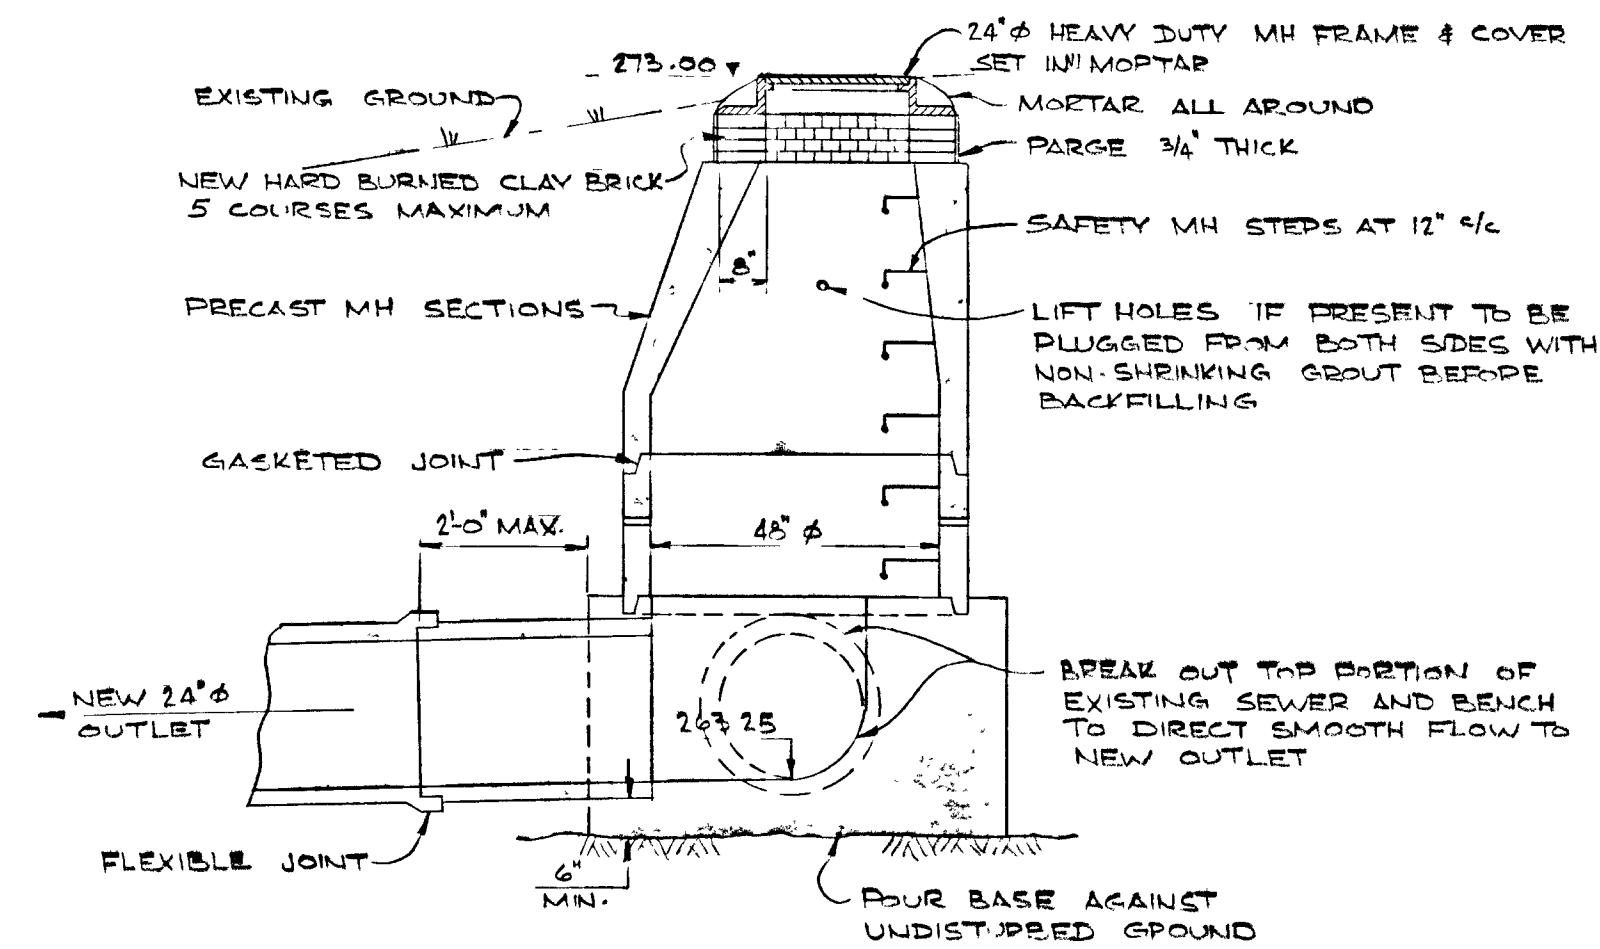 24"Ø HEAVY DUTY MH FRAME & COVER
SET IN MORTAR
273.00
EXISTING GROUND
MORTAR ALL AROUND
PARGE 3/4" THICK
NEW HARD BURNED CLAY BRICK
5 COURSES MAXIMUM
SAFETY MH STEPS AT 12" c/c
8"
PRECAST MH SECTIONS
LIFT HOLES IF PRESENT TO BE
PLUGGED FROM BOTH SIDES WITH
NON-SHRINKING GROUT BEFORE
BACKFILLING
GASKETED JOINT
2'-0" MAX.
48" Ø
BREAK OUT TOP PORTION OF
EXISTING SEWER AND BENCH
TO DIRECT SMOOTH FLOW TO
NEW OUTLET
NEW 24"Ø
OUTLET
263 25
FLEXIBLE JOINT
6"
MIN.
POUR BASE AGAINST
UNDISTURBED GROUND